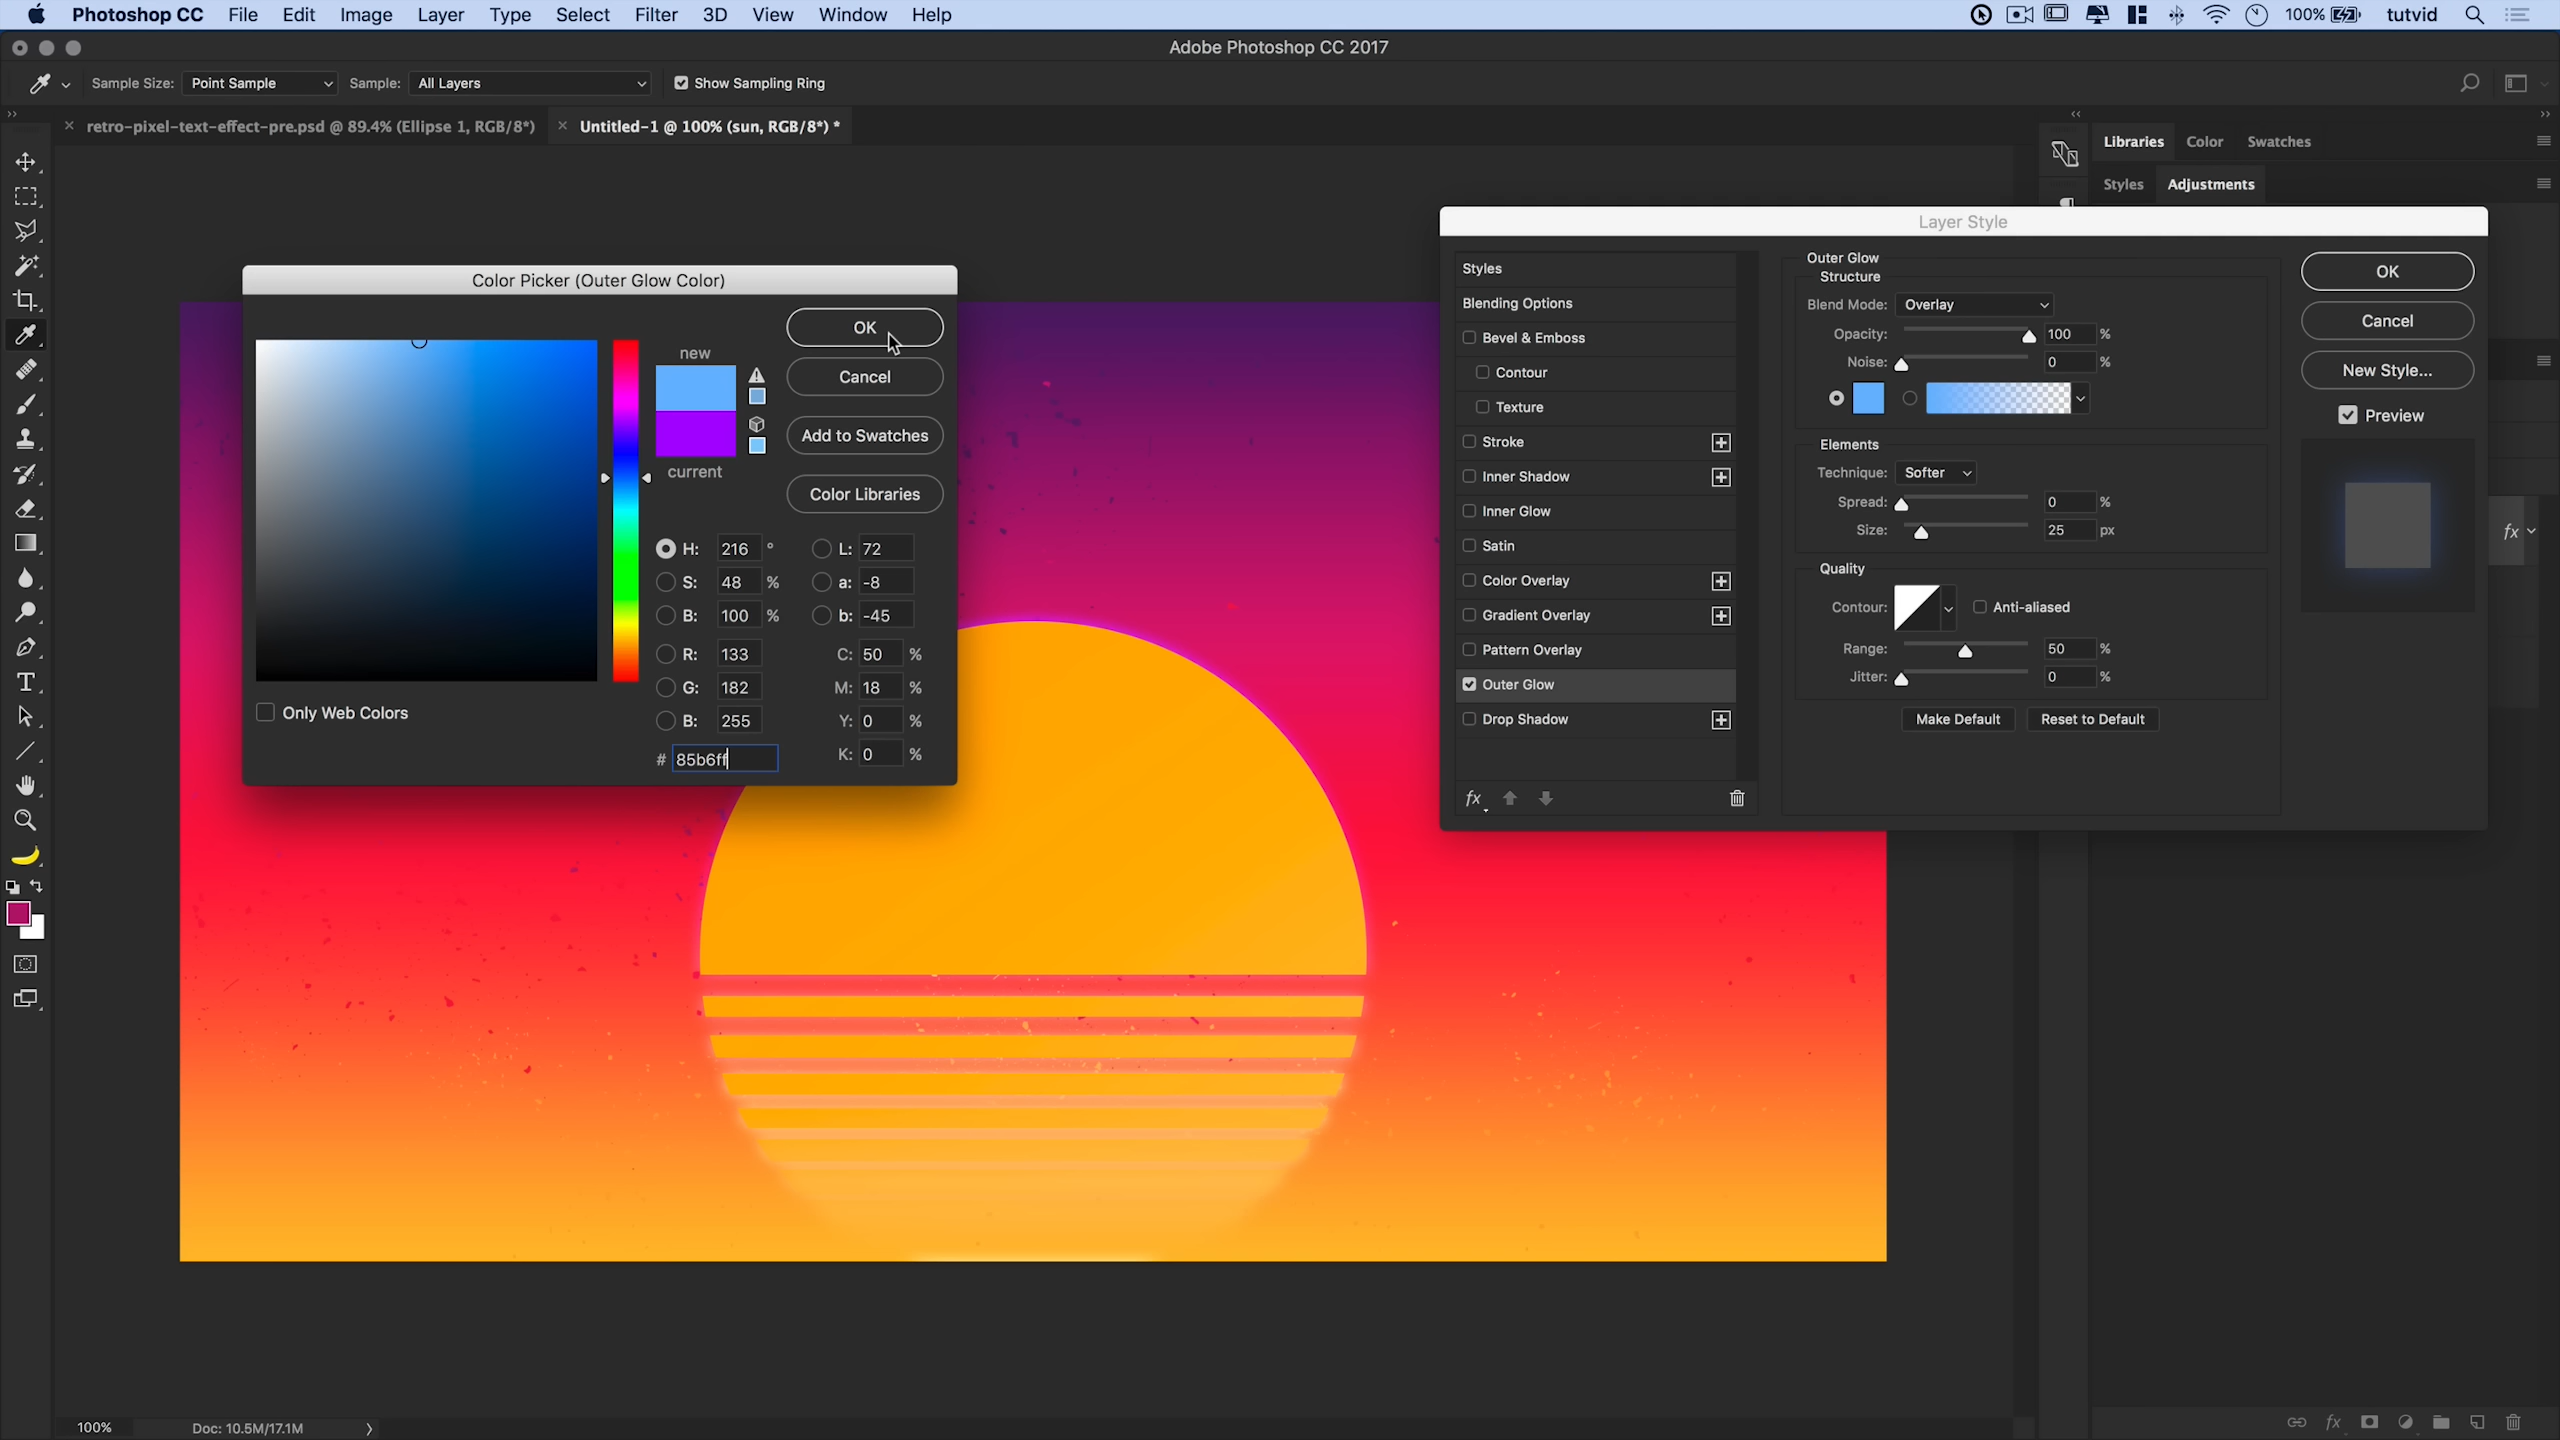 Photoshop CC File Edit Image Layer Type Select Filter 3D View Window Help 100% tutvid
Adobe Photoshop CC 2017
Sample Size: Point Sample Sample: All Layers Show Sampling Ring
retro-pixel-text-effect-pre.psd @ 89.4% (Ellipse 1, RGB/8*) Untitled-1 @ 100% (sun, RGB/8*) *
Libraries Color Swatches
Styles Adjustments
Color Picker (Outer Glow Color)
OK
new
Cancel
Add to Swatches
current
Color Libraries
H: 216 ° L: 72
S: 48 % a: -8
B: 100 % b: -45
R: 133 C: 50 %
G: 182 M: 18 %
B: 255 Y: 0 %
# 85b6ff K: 0 %
Only Web Colors
Layer Style
Styles
Blending Options
Bevel & Emboss
Contour
Texture
Stroke
Inner Shadow
Inner Glow
Satin
Color Overlay
Gradient Overlay
Pattern Overlay
Outer Glow
Drop Shadow
fx
Outer Glow
Structure
Blend Mode: Overlay
Opacity: 100 %
Noise: 0 %
Elements
Technique: Softer
Spread: 0 %
Size: 25 px
Quality
Contour: Anti-aliased
Range: 50 %
Jitter: 0 %
Make Default Reset to Default
OK
Cancel
New Style...
Preview
fx
100% Doc: 10.5M/17.1M
fx